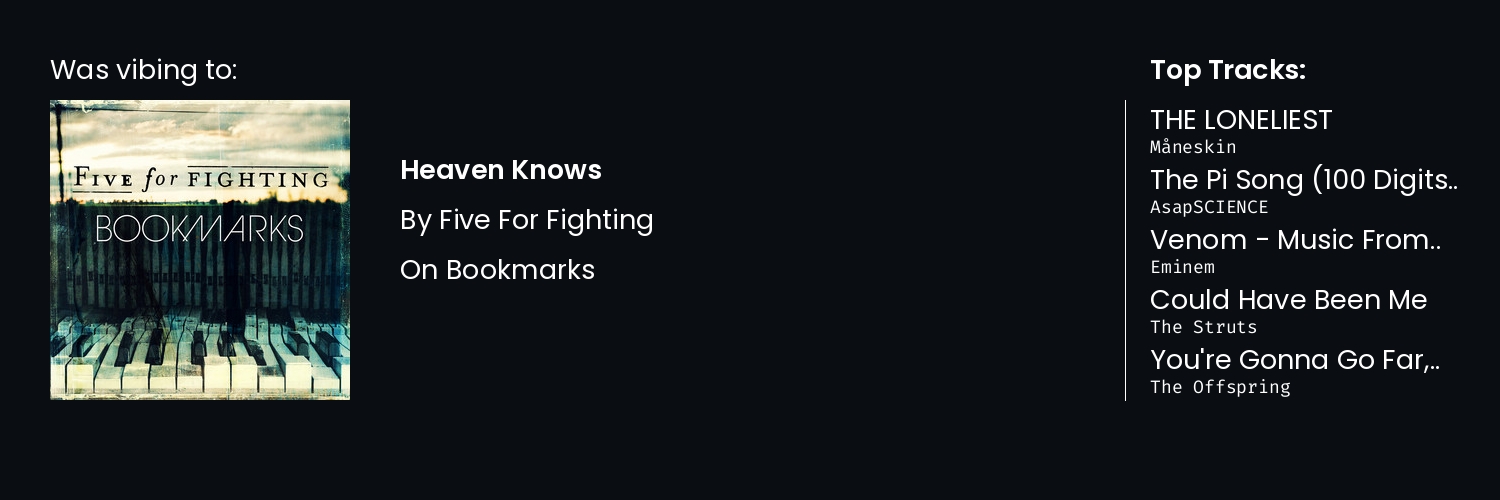 Was vibing to:
FIVE for FIGHTING
BOOKMARKS
Heaven Knows
By Five For Fighting
On Bookmarks
Top Tracks:
THE LONELIEST
Måneskin
The Pi Song (100 Digits..
AsapSCIENCE
Venom - Music From..
Eminem
Could Have Been Me
The Struts
You're Gonna Go Far,..
The Offspring